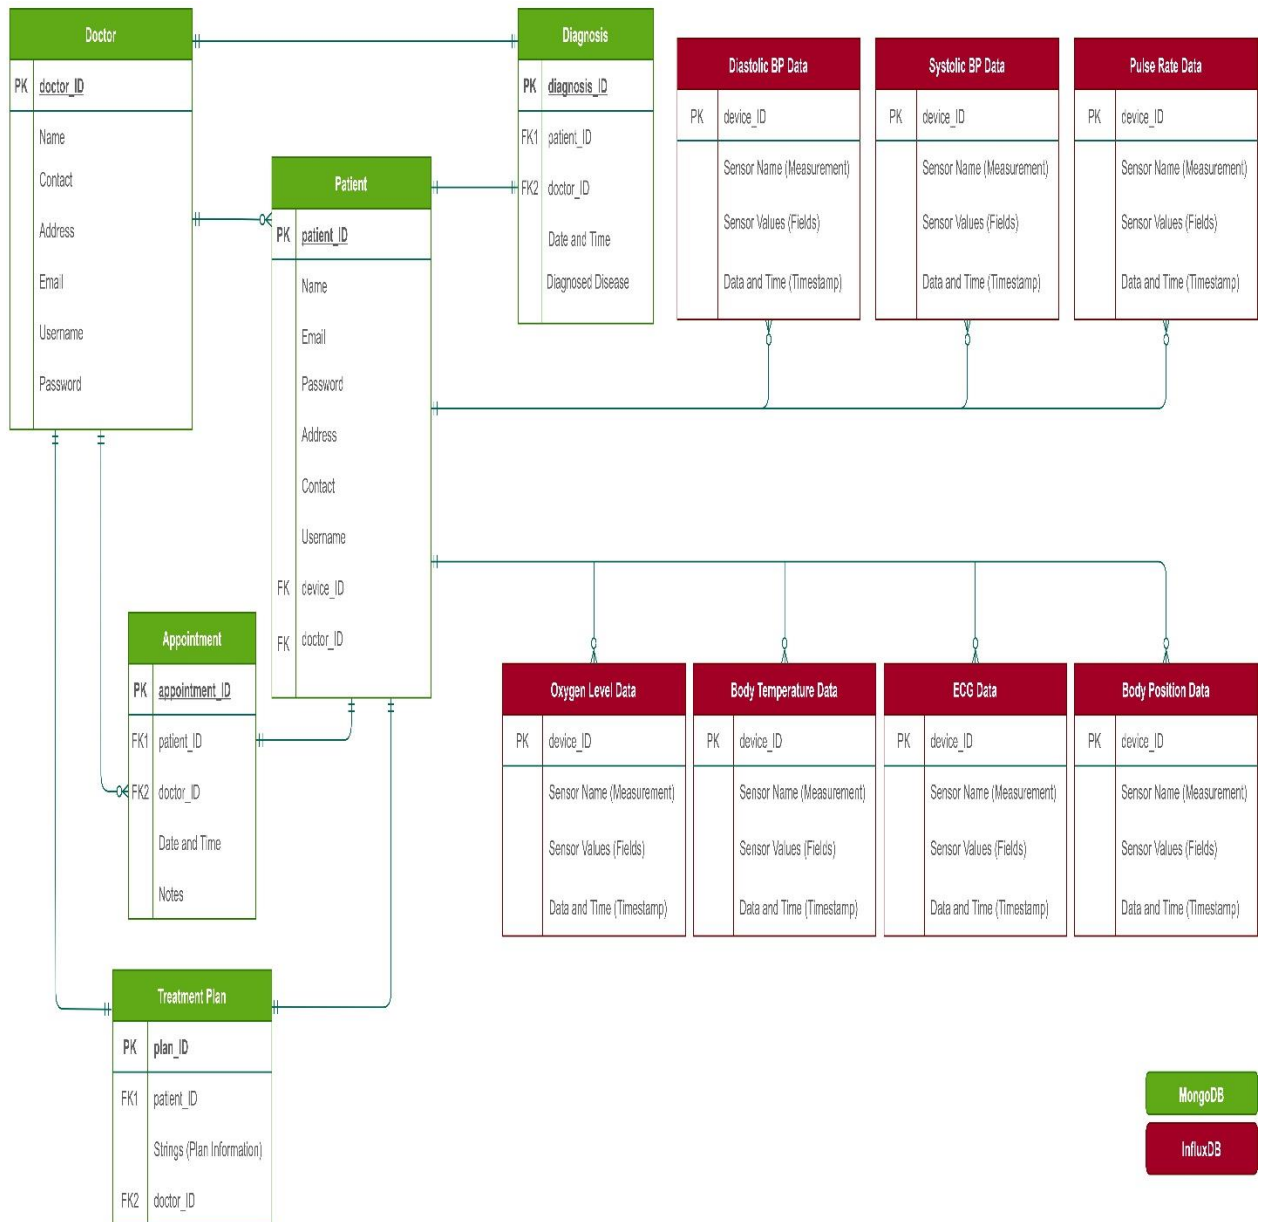 Doctor
PK doctor_ID
Name
Contact
Address
Email
Username
Password
Diagnosis
PK diagnosis_ID
FK1 patient_ID
FK2 doctor_ID
Date and Time
Diagnosed Disease
Patient
PK patient_ID
Name
Email
Password
Address
Contact
Username
FK device_ID
FK doctor_ID
Diastolic BP Data
PK device_ID
Sensor Name (Measurement)
Sensor Values (Fields)
Data and Time (Timestamp)
Systolic BP Data
PK device_ID
Sensor Name (Measurement)
Sensor Values (Fields)
Data and Time (Timestamp)
Pulse Rate Data
PK device_ID
Sensor Name (Measurement)
Sensor Values (Fields)
Data and Time (Timestamp)
Appointment
PK appointment_ID
FK1 patient_ID
FK2 doctor_ID
Date and Time
Notes
Oxygen Level Data
PK device_ID
Sensor Name (Measurement)
Sensor Values (Fields)
Data and Time (Timestamp)
Body Temperature Data
PK device_ID
Sensor Name (Measurement)
Sensor Values (Fields)
Data and Time (Timestamp)
ECG Data
PK device_ID
Sensor Name (Measurement)
Sensor Values (Fields)
Data and Time (Timestamp)
Body Position Data
PK device_ID
Sensor Name (Measurement)
Sensor Values (Fields)
Data and Time (Timestamp)
Treatment Plan
PK plan_ID
FK1 patient_ID
Strings (Plan Information)
FK2 doctor_ID
MongoDB
InfluxDB